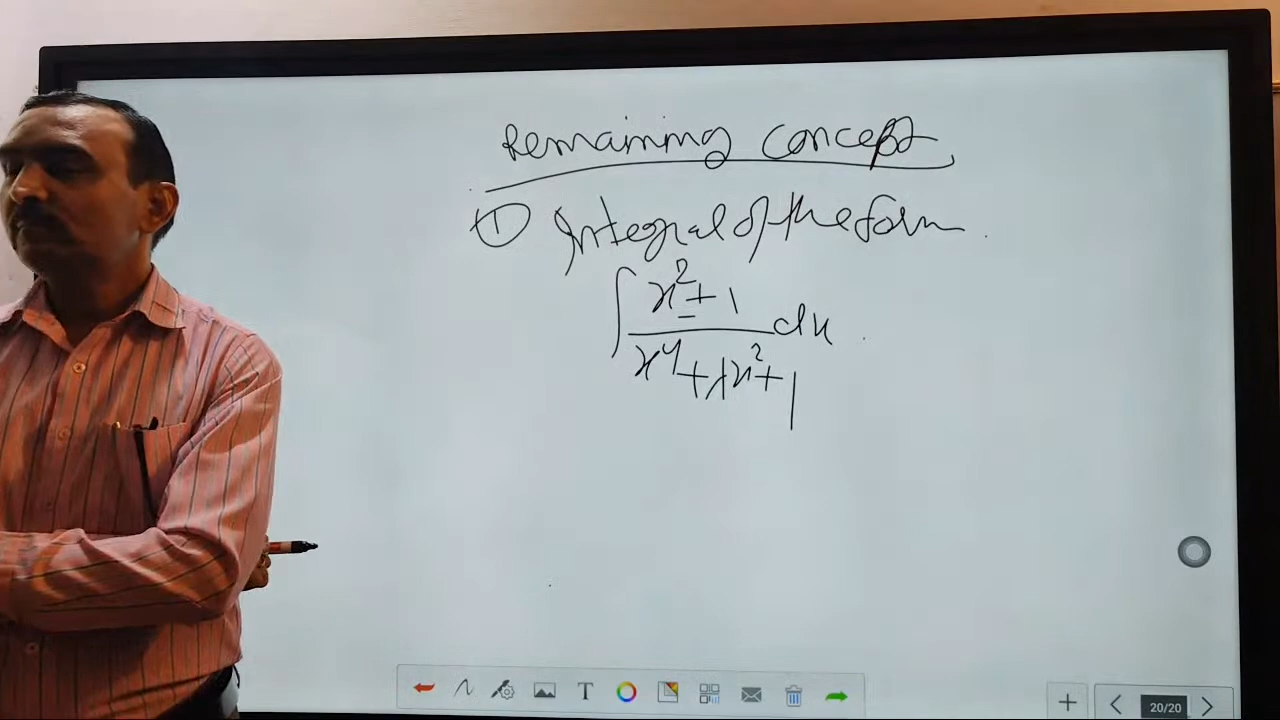 Remaining concept
① Integral of the form
∫ (x² ± 1) / (x⁴ + λx² + 1) dx
T
20/20